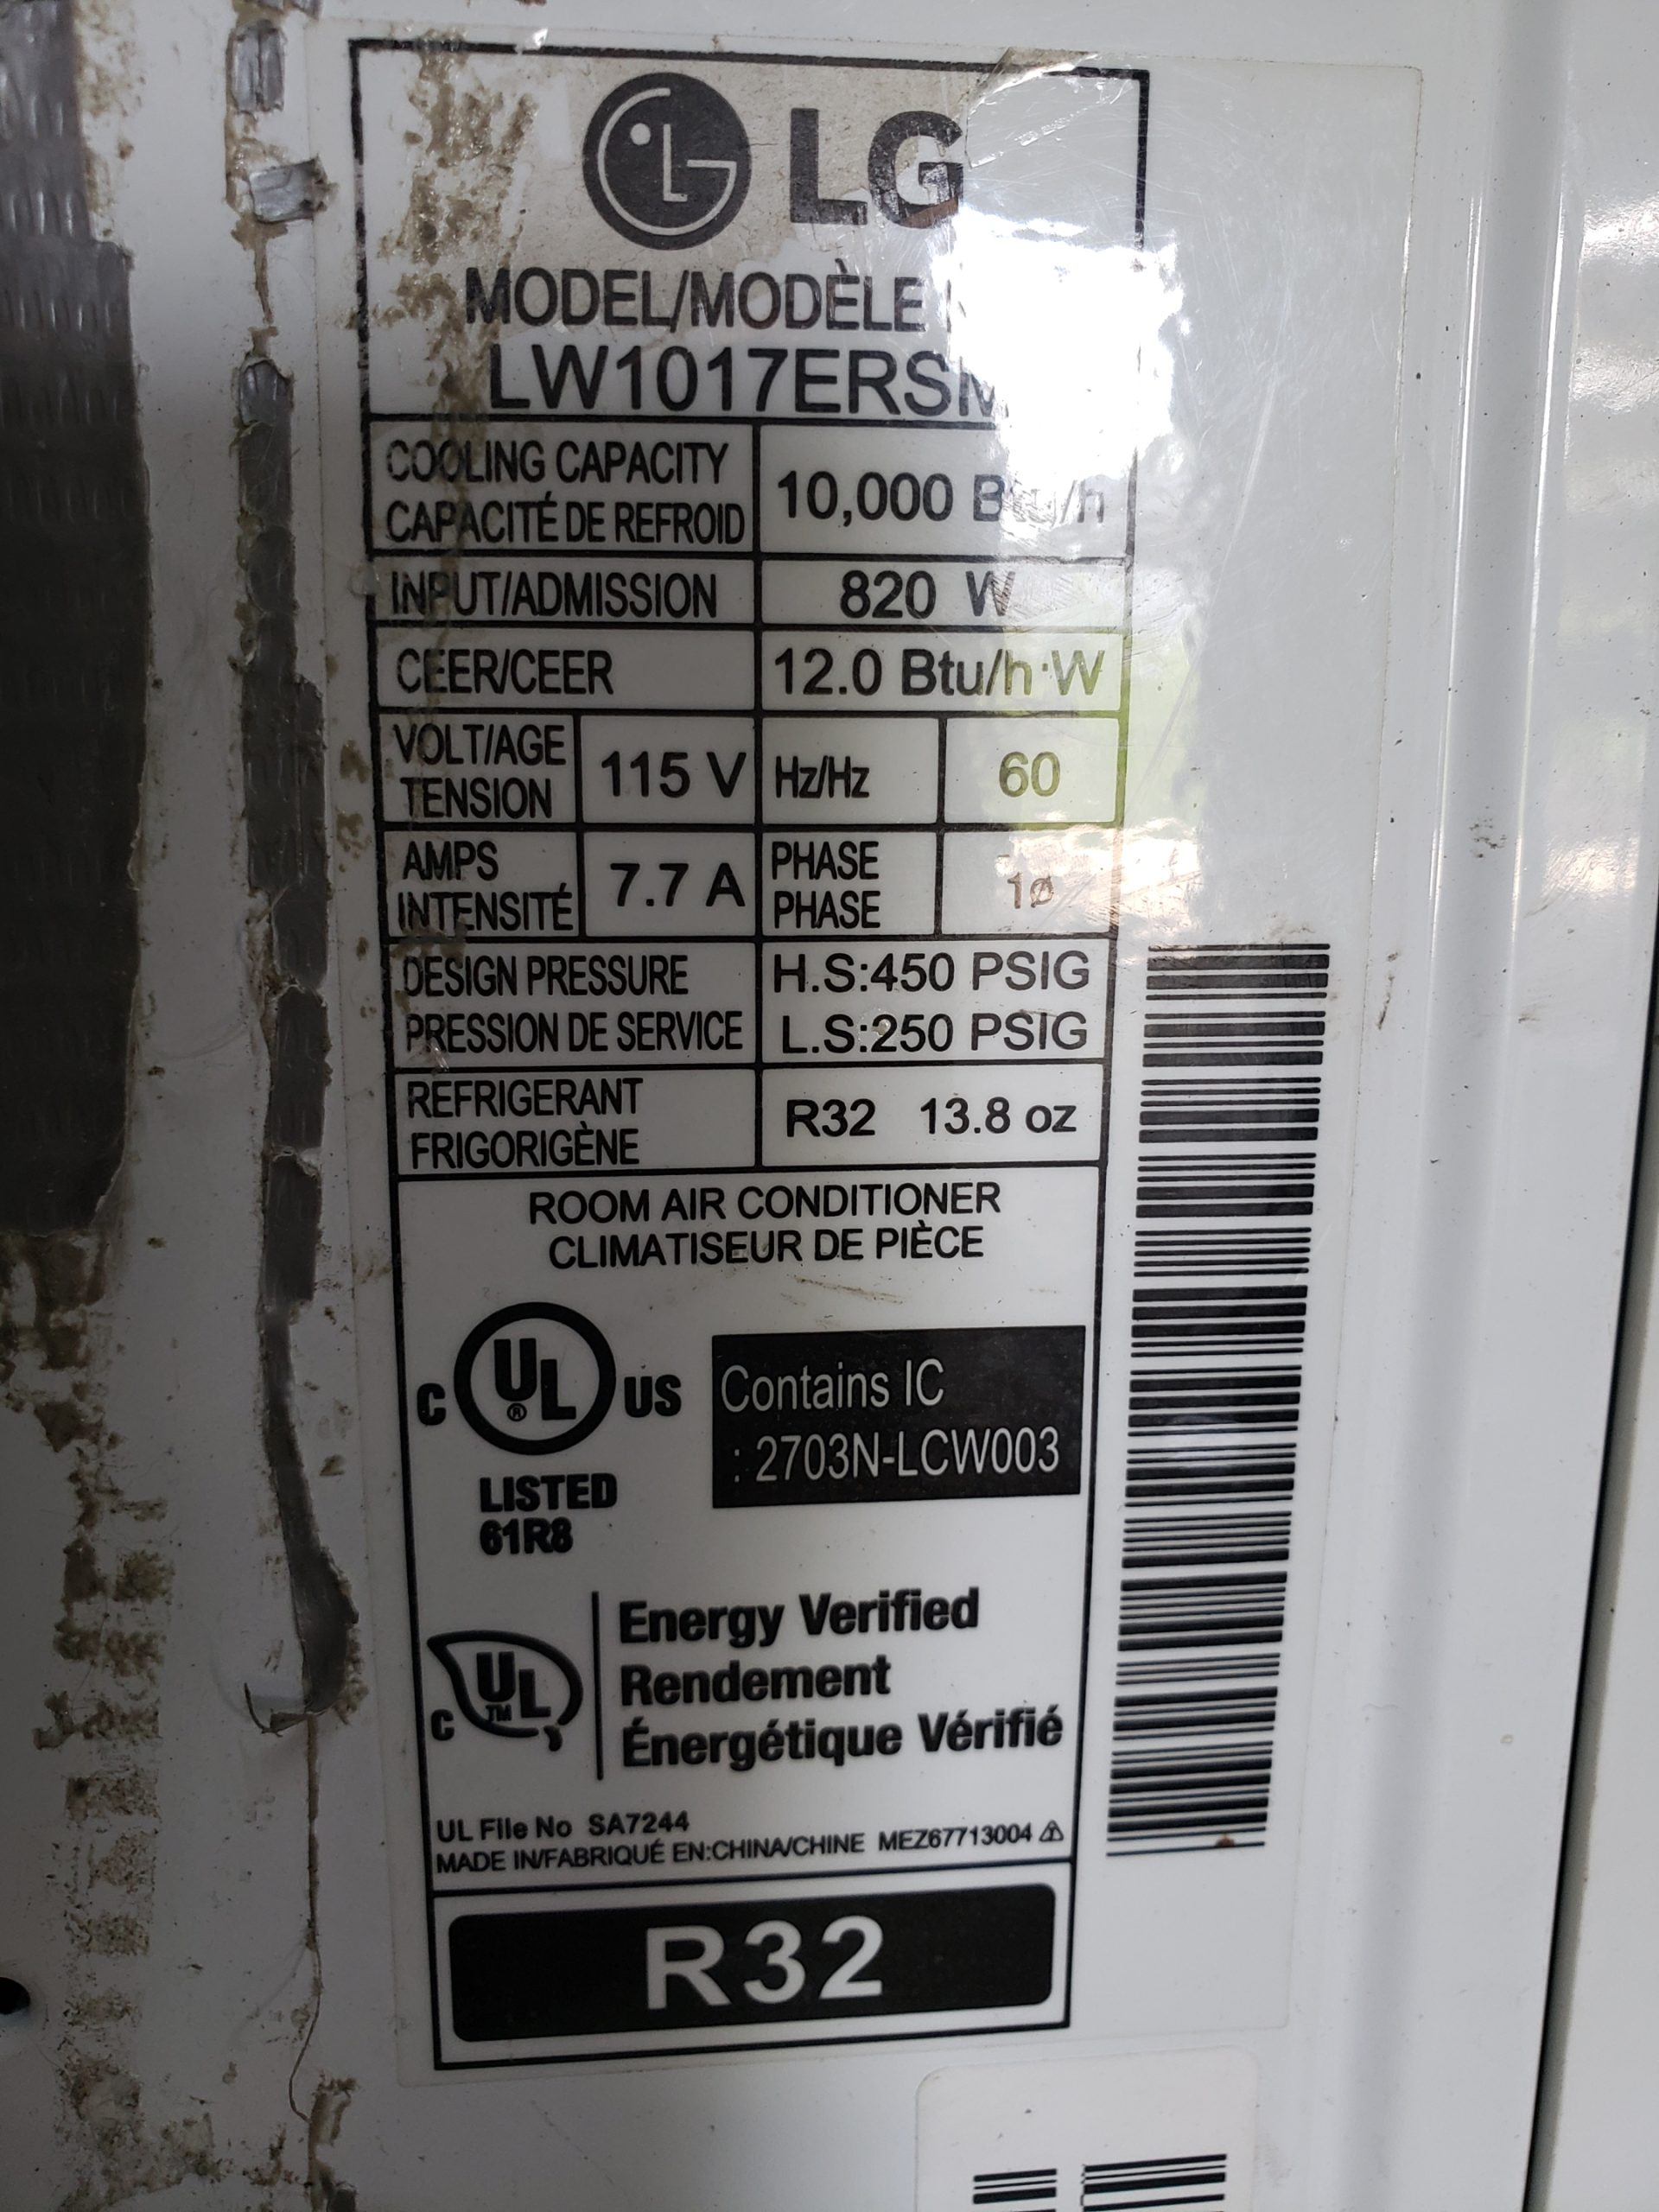 LG
MODEL/MODÈLE
LW1017ERSM
COOLING CAPACITY
CAPACITÉ DE REFROID
10,000 Btu/h
INPUT/ADMISSION
820 W
CEER/CEER
12.0 Btu/h·W
VOLT/AGE
TENSION
115 V
Hz/Hz
60
AMPS
INTENSITÉ
7.7 A
PHASE
PHASE
1ø
DESIGN PRESSURE
PRESSION DE SERVICE
H.S:450 PSIG
L.S:250 PSIG
REFRIGERANT
FRIGORIGÈNE
R32 13.8 oz
ROOM AIR CONDITIONER
CLIMATISEUR DE PIÈCE
C UL ® US
LISTED
61R8
Contains IC
: 2703N-LCW003
C UL TM
Energy Verified
Rendement
Énergétique Vérifié
UL File No SA7244
MADE IN/FABRIQUÉ EN:CHINA/CHINE MEZ67713004
R32